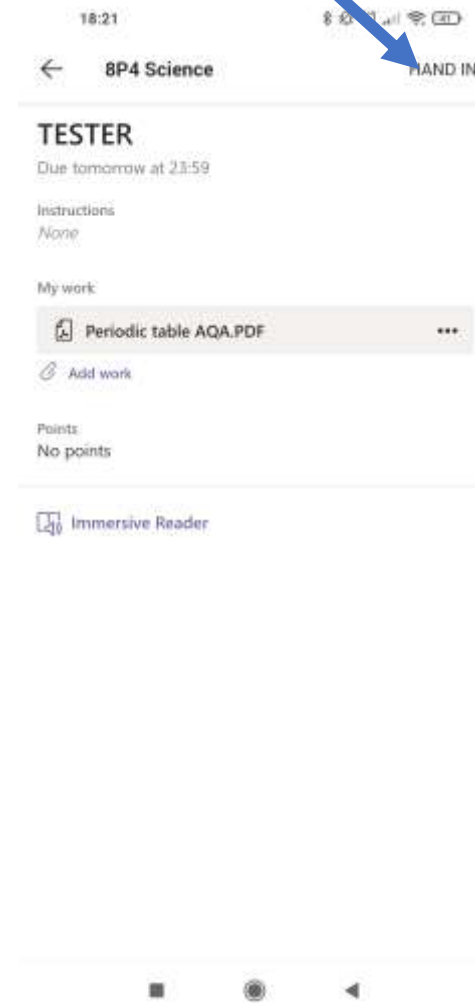 18:21
8P4 Science
HAND IN
TESTER
Due tomorrow at 23:59
Instructions
None
My work
Periodic table AQA.PDF
Add work
Points
No points
Immersive Reader